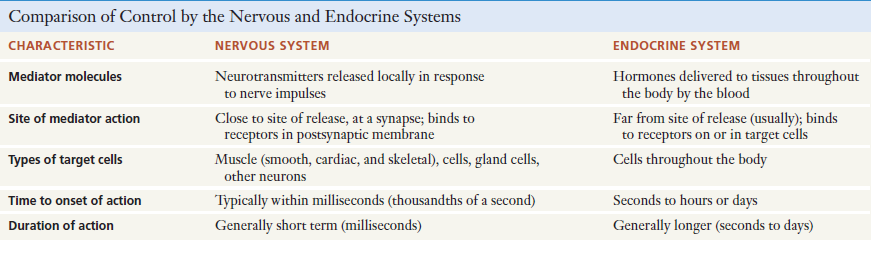 Comparison of Control by the Nervous and Endocrine Systems
CHARACTERISTIC NERVOUS SYSTEM ENDOCRINE SYSTEM
Mediator molecules Neurotransmitters released locally in response Hormones delivered to tissues throughout
to nerve impulses the body by the blood
Site of mediator action Close to site of release, at a synapse; binds to Far from site of release (usually); binds
receptors in postsynaptic membrane to receptors on or in target cells
Types of target cells Muscle (smooth, cardiac, and skeletal), cells, gland cells, Cells throughout the body
other neurons
Time to onset of action Typically within milliseconds (thousandths of a second) Seconds to hours or days
Duration of action Generally short term (milliseconds) Generally longer (seconds to days)